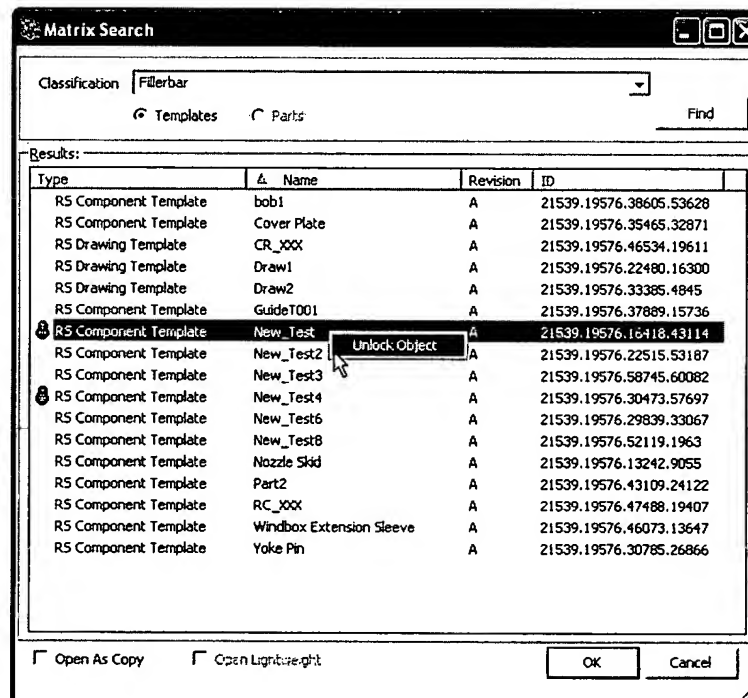 Matrix Search
Classification Fillerbar
Templates Parts Find
Results:
Type Name Revision ID
RS Component Template bob1 A 21539.19576.38605.53628
RS Component Template Cover Plate A 21539.19576.35465.32871
RS Drawing Template CR_XXX A 21539.19576.46534.19611
RS Drawing Template Draw1 A 21539.19576.22480.16300
RS Drawing Template Draw2 A 21539.19576.33385.4845
RS Component Template GuideT001 A 21539.19576.37889.15736
RS Component Template New_Test A 21539.19576.16418.43114
Unlock Object
RS Component Template New_Test2 A 21539.19576.22515.53187
RS Component Template New_Test3 A 21539.19576.58745.60082
RS Component Template New_Test4 A 21539.19576.30473.57697
RS Component Template New_Test6 A 21539.19576.29839.33067
RS Component Template New_Test8 A 21539.19576.52119.1963
RS Component Template Nozzle Skid A 21539.19576.13242.9055
RS Component Template Part2 A 21539.19576.43109.24122
RS Component Template RC_XXX A 21539.19576.47488.19407
RS Component Template Windbox Extension Sleeve A 21539.19576.46073.13647
RS Component Template Yoke Pin A 21539.19576.30785.26866
Open As Copy Open Lightweight OK Cancel